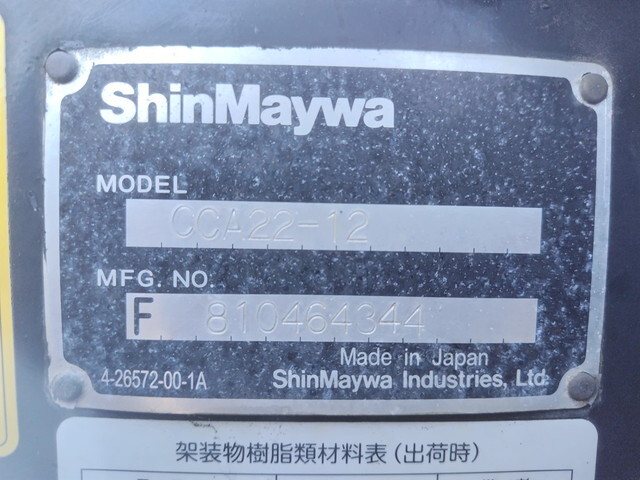 ShinMaywa
MODEL
CCA22-12
MFG. NO.
F 810464344
Made in Japan
4-26572-00-1A ShinMaywa Industries, Ltd.
架装物樹脂類材料表(出荷時)